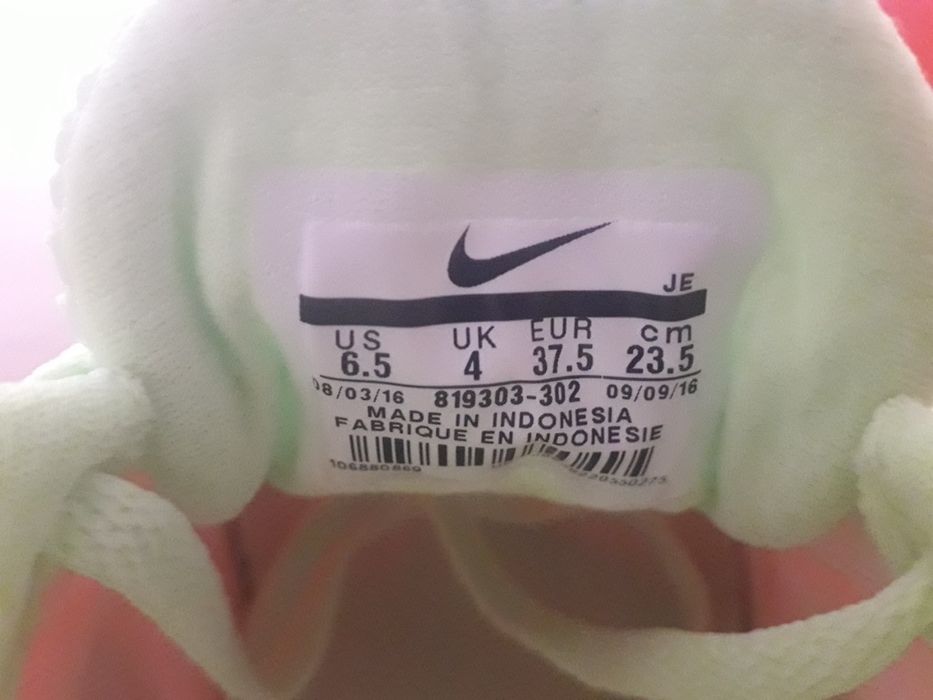 JE
US UK EUR cm
6.5 4 37.5 23.5
08/03/16 819303-302 09/09/16
MADE IN INDONESIA
FABRIQUE EN INDONESIE